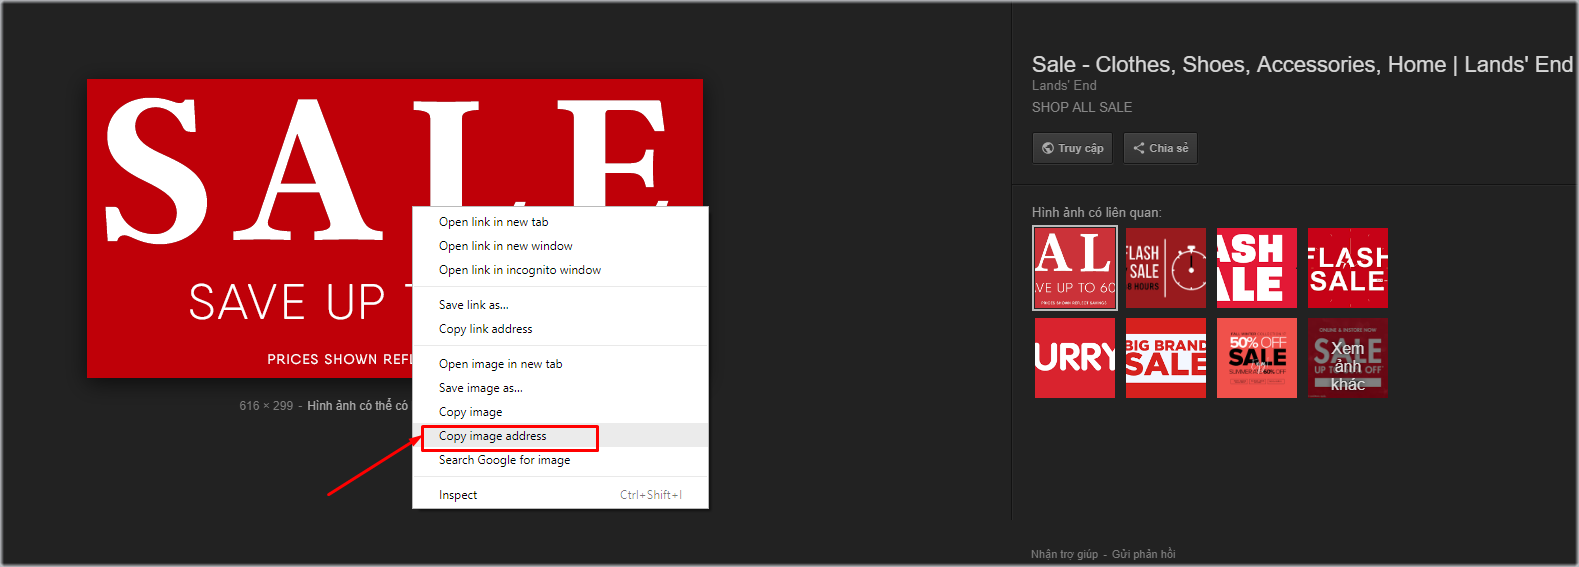 SALE
SAVE UP
PRICES SHOWN REFL
616 × 299 - Hình ảnh có thể có
Open link in new tab
Open link in new window
Open link in incognito window
Save link as...
Copy link address
Open image in new tab
Save image as...
Copy image
Copy image address
Search Google for image
Inspect Ctrl+Shift+I
Sale - Clothes, Shoes, Accessories, Home | Lands' End
Lands' End
SHOP ALL SALE
Truy cập Chia sẻ
Hình ảnh có liên quan:
AL
VE UP TO 60
PRICES SHOWN REFLECT SAVINGS
FLASH
SALE
48 HOURS
ASH
ALE
FLASH
SALE
URRY
BIG BRAND
SALE
50% OFF
SALE
ONLINE & INSTORE NOW
SALE
UP TO OFF
Xem
ảnh
khác
Nhận trợ giúp - Gửi phản hồi